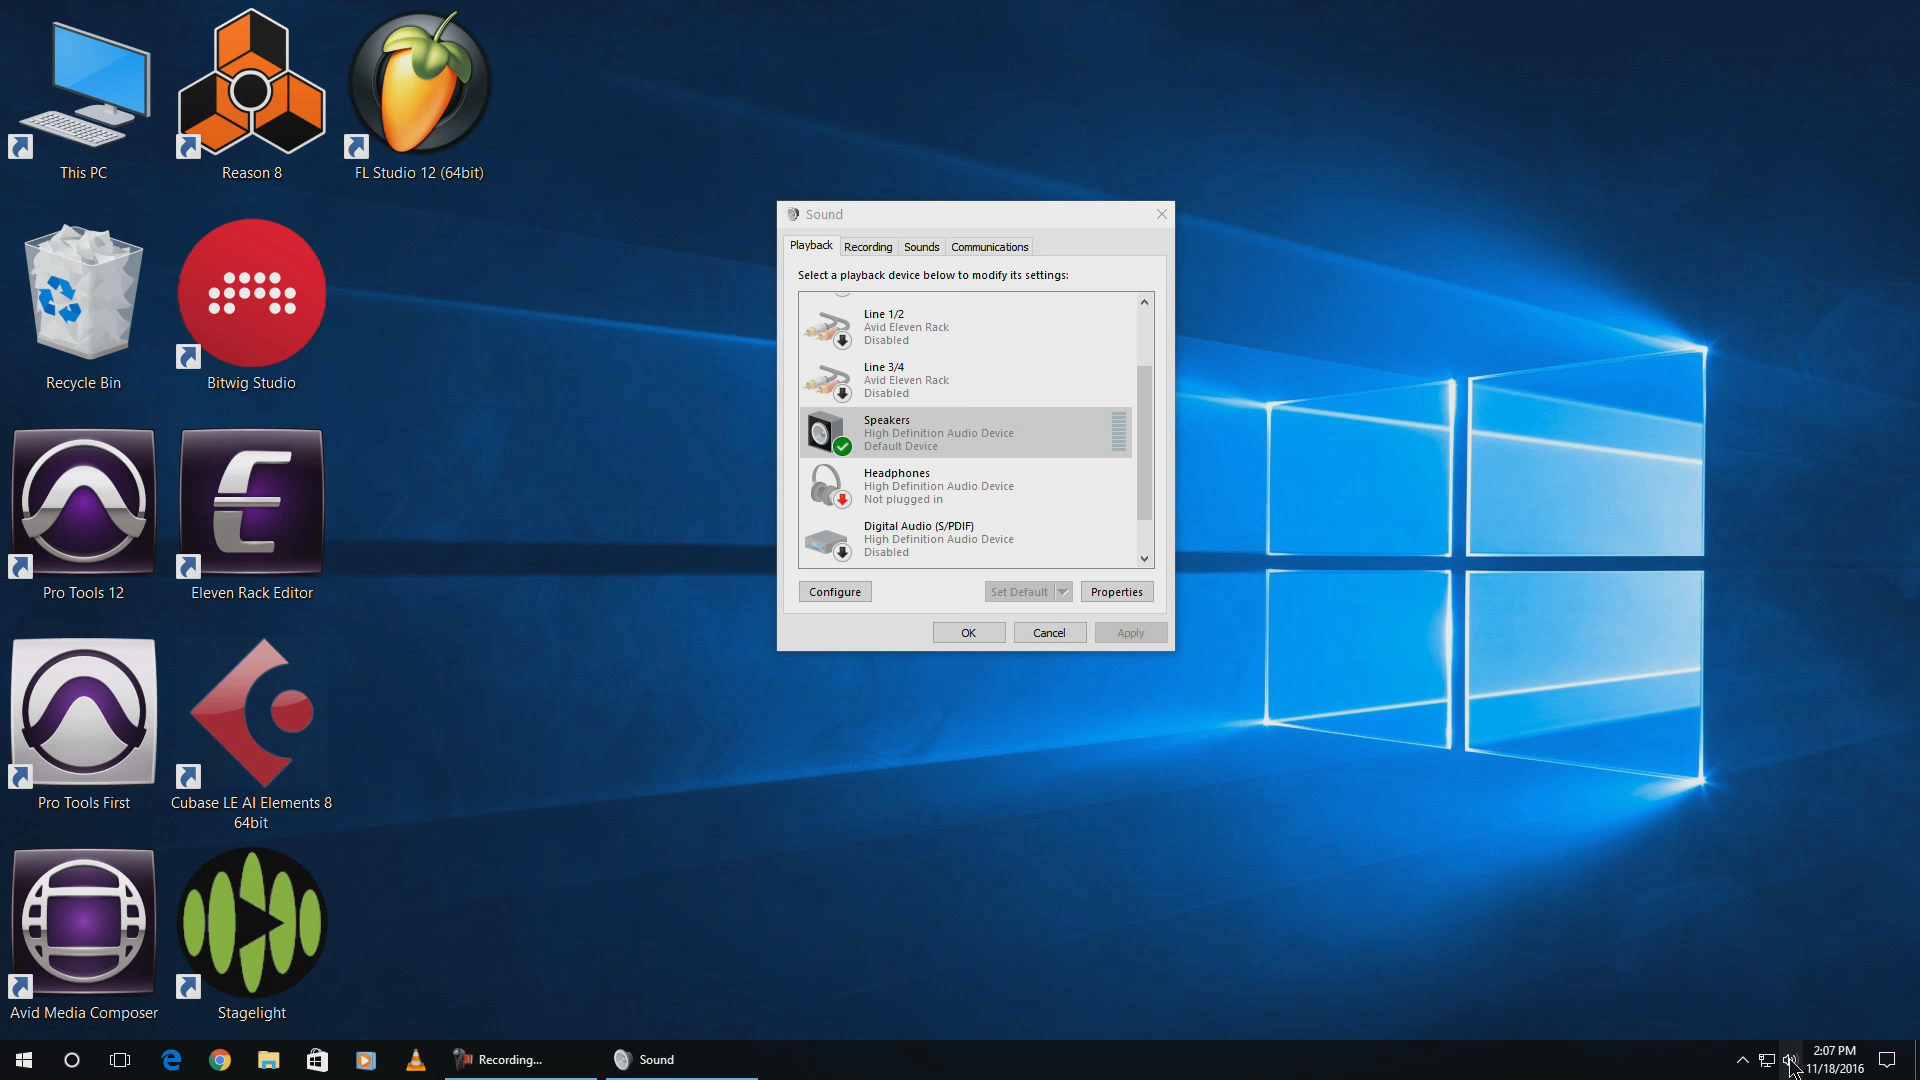 This PC
Reason 8
FL Studio 12 (64bit)
Recycle Bin
Bitwig Studio
Pro Tools 12
Eleven Rack Editor
Pro Tools First
Cubase LE AI Elements 8
64bit
Avid Media Composer
Stagelight
Sound
Playback
Recording
Sounds
Communications
Select a playback device below to modify its settings:
Line 1/2
Avid Eleven Rack
Disabled
Line 3/4
Avid Eleven Rack
Disabled
Speakers
High Definition Audio Device
Default Device
Headphones
High Definition Audio Device
Not plugged in
Digital Audio (S/PDIF)
High Definition Audio Device
Disabled
Configure
Set Default
Properties
OK
Cancel
Apply
Recording...
Sound
2:07 PM
11/18/2016